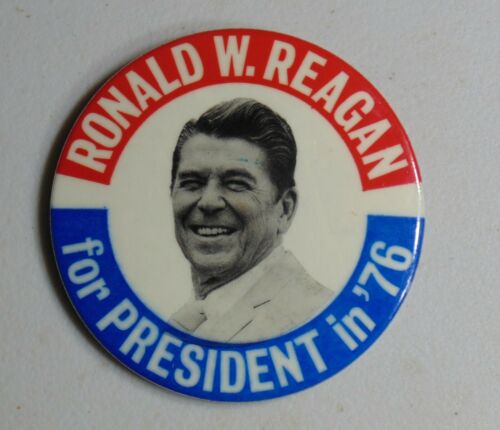 RONALD W. REAGAN
for PRESIDENT in '76